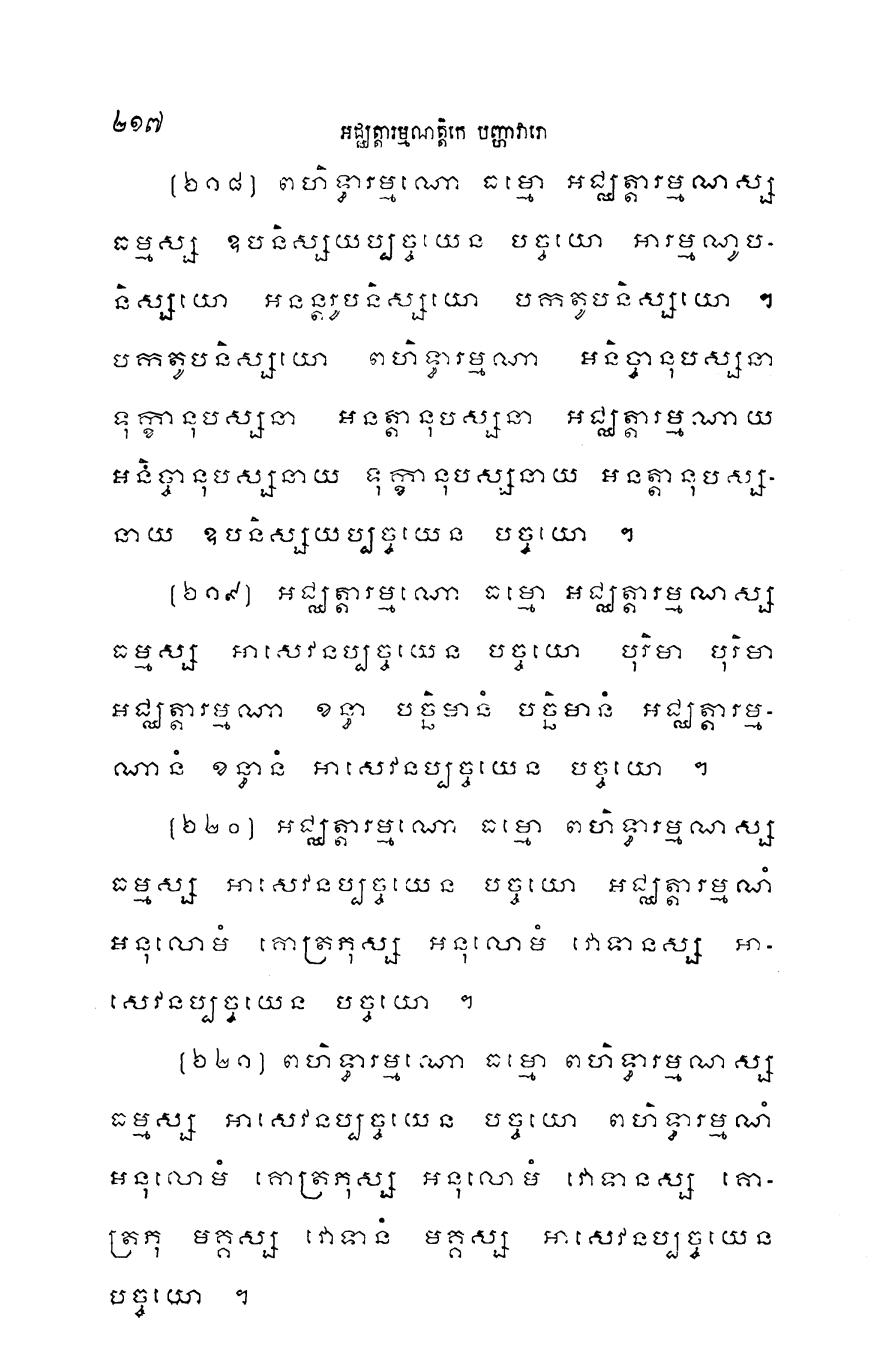 ២១៧
អជ្ឈត្តារម្មណត្តិកេ បញ្ហាវារោ
(២១៨) ពហិទ្ធារម្មណោ ធម្មោ អជ្ឈត្តារម្មណស្ស
ធម្មស្ស ឧបនិស្សយប្បច្ចយេន បច្ចយោ អារម្មណូប-
និស្សយោ អនន្តរូបនិស្សយោ បកតូបនិស្សយោ ។
បកតូបនិស្សយោ ពហិទ្ធារម្មណា អនិច្ចានុបស្សនា
ទុក្ខានុបស្សនា អនត្តានុបស្សនា អជ្ឈត្តារម្មណាយ
អនិច្ចានុបស្សនាយ ទុក្ខានុបស្សនាយ អនត្តានុបស្ស-
នាយ ឧបនិស្សយប្បច្ចយេន បច្ចយោ ។
(២១៩) អជ្ឈត្តារម្មណោ ធម្មោ អជ្ឈត្តារម្មណស្ស
ធម្មស្ស អាសេវនប្បច្ចយេន បច្ចយោ បុរិមា បុរិមា
អជ្ឈត្តារម្មណា ខន្ធា បច្ឆិមានំ បច្ឆិមានំ អជ្ឈត្តារម្ម-
ណានំ ខន្ធានំ អាសេវនប្បច្ចយេន បច្ចយោ ។
(២២០) អជ្ឈត្តារម្មណោ ធម្មោ ពហិទ្ធារម្មណស្ស
ធម្មស្ស អាសេវនប្បច្ចយេន បច្ចយោ អជ្ឈត្តារម្មណំ
អនុលោមំ គោត្រភុស្ស អនុលោមំ វោទានស្ស អា-
សេវនប្បច្ចយេន បច្ចយោ ។
(២២១) ពហិទ្ធារម្មណោ ធម្មោ ពហិទ្ធារម្មណស្ស
ធម្មស្ស អាសេវនប្បច្ចយេន បច្ចយោ ពហិទ្ធារម្មណំ
អនុលោមំ គោត្រភុស្ស អនុលោមំ វោទានស្ស គោ-
ត្រភុ មគ្គស្ស វោទានំ មគ្គស្ស អាសេវនប្បច្ចយេន
បច្ចយោ ។